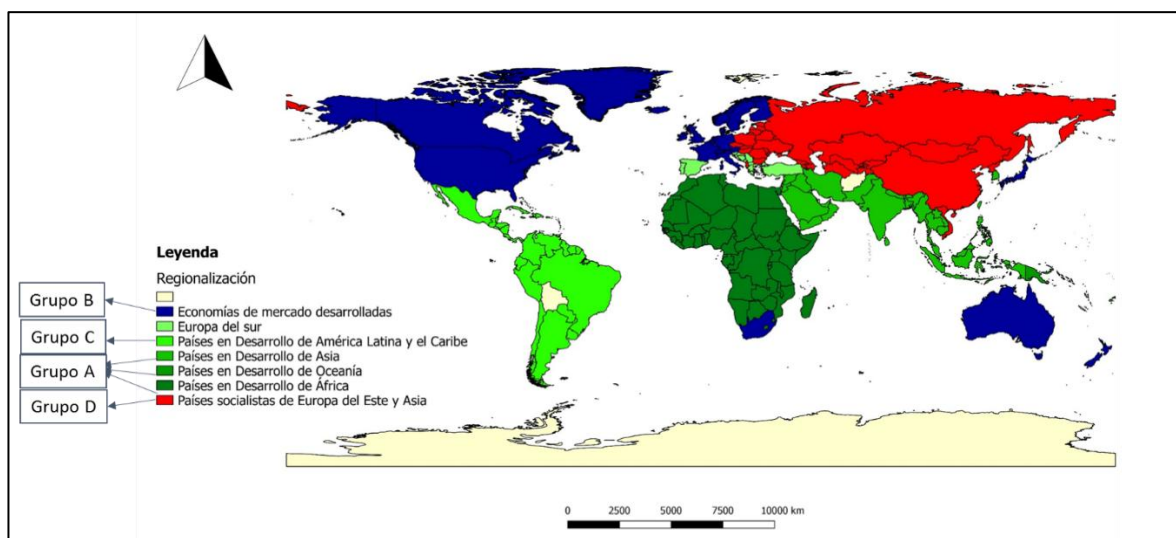 Leyenda
Regionalización
Grupo B
Economías de mercado desarrolladas
Europa del sur
Grupo C
Países en Desarrollo de América Latina y el Caribe
Países en Desarrollo de Asia
Grupo A
Países en Desarrollo de Oceanía
Países en Desarrollo de África
Grupo D
Países socialistas de Europa del Este y Asia
0 2500 5000 7500 10000 km